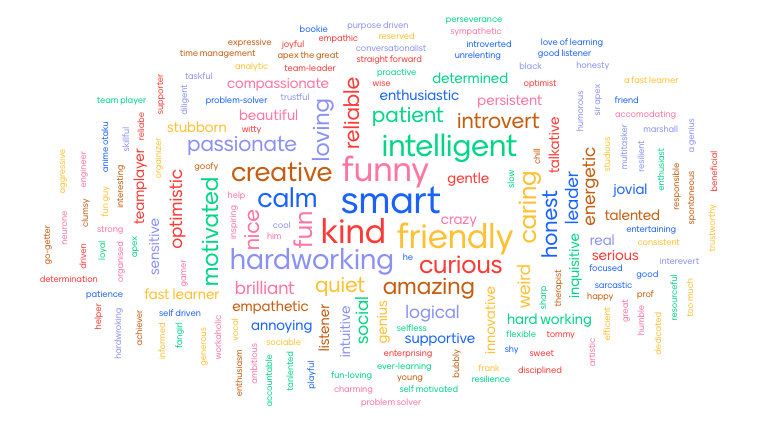 perseverance
purpose driven
bookie
sympathetic
expressive
joyful
empathic
reserved
introverted
love of learning
time management
apex the great
conversationalist
unrelenting
good listener
analytic
team-leader
straight forward
black
honesty
taskful
compassionate
proactive
wise
determined
optimist
a fast learner
supporter
diligent
trustful
reliable
enthusiastic
persistent
humorous
sir apex
friend
team player
problem-solver
beautiful
loving
patient
introvert
talkative
accomodating
reliabe
skillful
stubborn
witty
passionate
intelligent
chill
studious
multitasker
resilient
marshall
a genius
anime otaku
organizer
goofy
creative
funny
gentle
slow
energetic
enthusiast
aggressive
engineer
interesting
teamplayer
optimistic
motivated
help
calm
smart
caring
honest
leader
jovial
responsible
spontaneous
beneficial
fun guy
clumsy
inspiring
nice
cool
him
fun
kind
crazy
friendly
talented
entertaining
trustworthy
go-getter
neurone
strong
driven
loyal
organised
apex
sensitive
hardworking
he
curious
inquisitive
real
consistent
serious
intervert
determination
gamer
brilliant
quiet
amazing
weird
sharp
therapist
focused
good
sarcastic
patience
fast learner
happy
prof
resourceful
too much
helper
hardwroking
achiever
self driven
informed
fangirl
generous
workaholic
empathetic
vocal
annoying
listener
intuitive
social
genius
logical
innovative
hard working
efficient
great
humble
dedicated
sociable
selfless
supportive
flexible
tommy
shy
sweet
artistic
enthusiasm
ambitious
accountable
tanlented
playful
enterprising
ever-learning
bubbly
frank
disciplined
fun-loving
young
resilience
charming
self motivated
problem solver